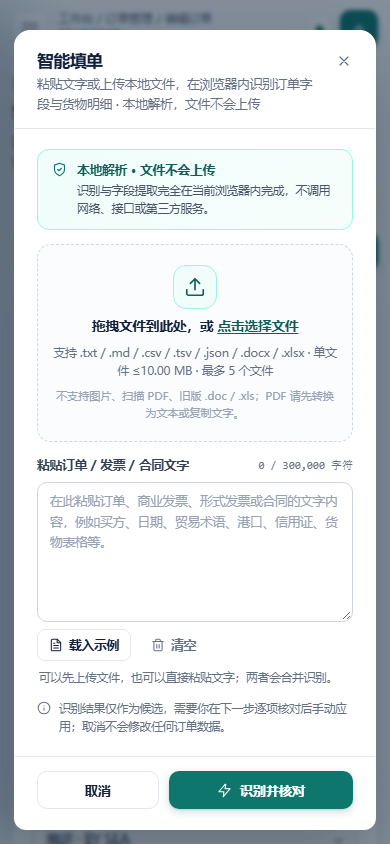 智能填单
粘贴文字或上传本地文件，在浏览器内识别订单字
段与货物明细 · 本地解析，文件不会上传
本地解析 • 文件不会上传
识别与字段提取完全在当前浏览器内完成，不调用
网络、接口或第三方服务。
拖拽文件到此处，或 点击选择文件
支持 .txt / .md / .csv / .tsv / .json / .docx / .xlsx · 单文
件 ≤10.00 MB · 最多 5 个文件
不支持图片、扫描 PDF、旧版 .doc / .xls；PDF 请先转换
为文本或复制文字。
粘贴订单 / 发票 / 合同文字 0 / 300,000 字符
在此粘贴订单、商业发票、形式发票或合同的文字内
容，例如买方、日期、贸易术语、港口、信用证、货
物表格等。
载入示例 清空
可以先上传文件，也可以直接粘贴文字；两者会合并识别。
识别结果仅作为候选，需要你在下一步逐项核对后手动应
用；取消不会修改任何订单数据。
取消 识别并核对